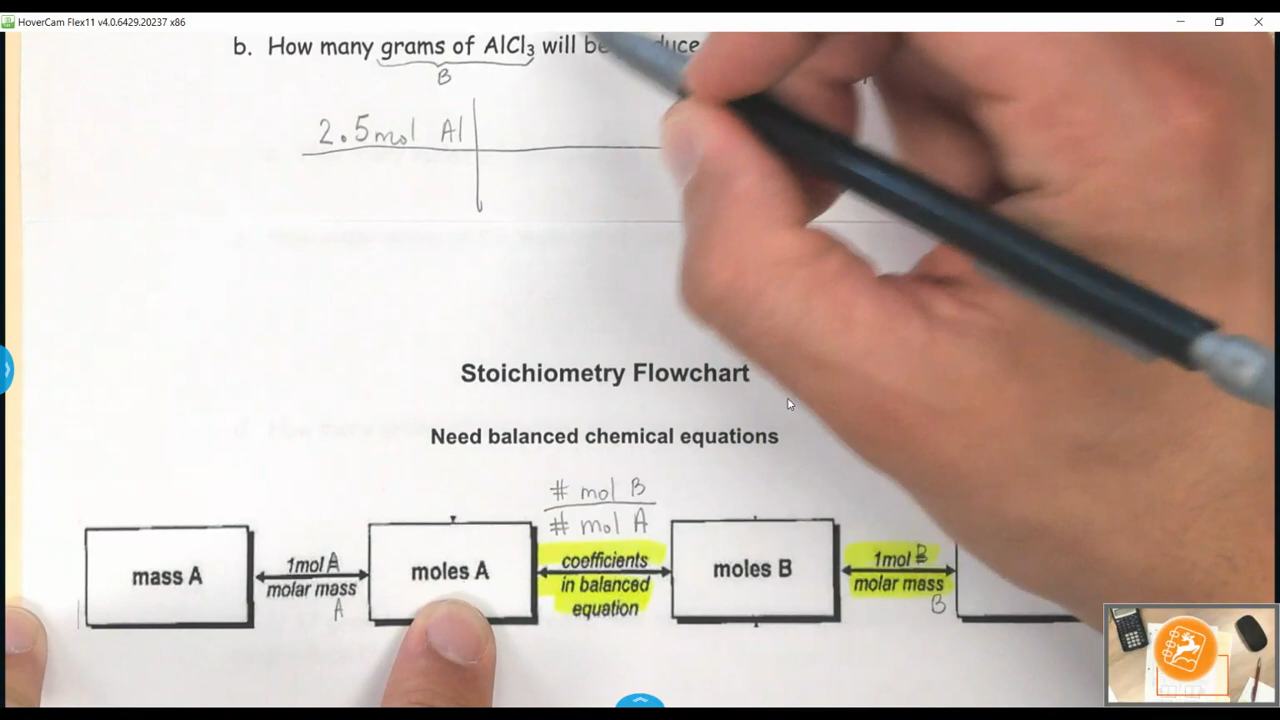 HoverCam Flex11 v4.0.6429.20237 x86
b. How many grams of AlCl₃ will be duce
B
2.5 mol Al
Stoichiometry Flowchart
Need balanced chemical equations
# mol B
# mol A
mass A
1mol A
molar mass
A
moles A
coefficients
in balanced
equation
moles B
1mol B
molar mass
B